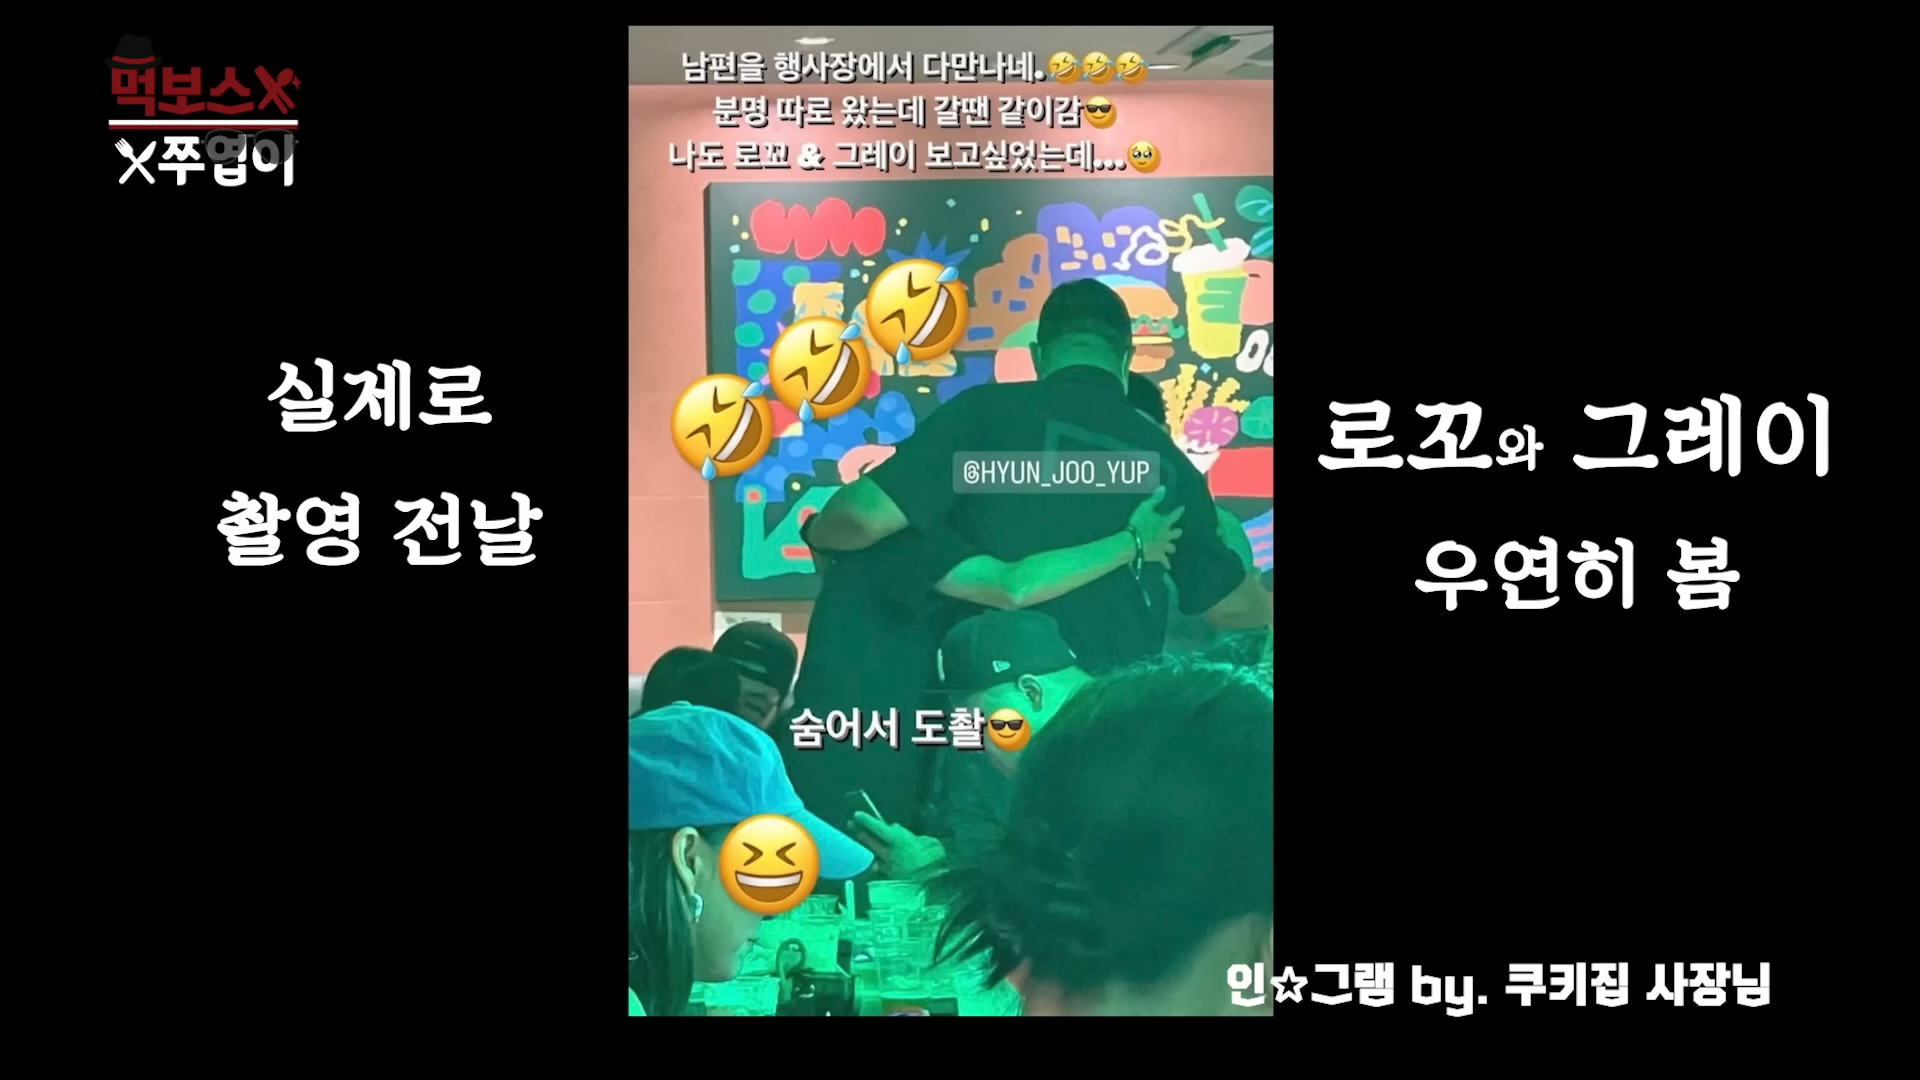 먹보스
쭈엽이
남편을 행사장에서 다만나네.🤣🤣🤣
분명 따로 왔는데 갈땐 같이감😎
나도 로꼬 & 그레이 보고싶었는데...🥹
실제로
촬영 전날
@HYUN_JOO_YUP
로꼬와 그레이
우연히 봄
숨어서 도촬😎
인☆그램 by. 쿠키집 사장님